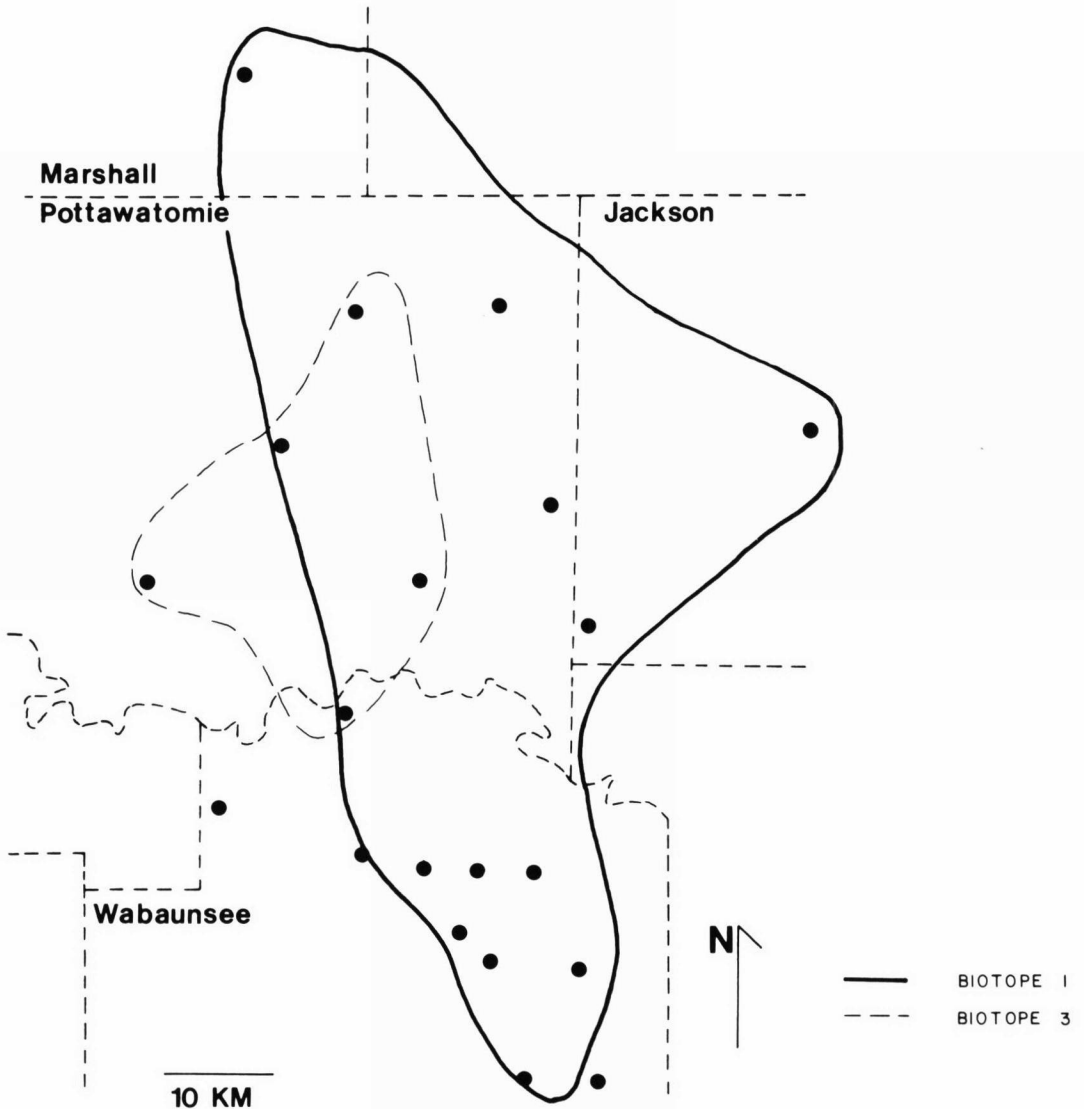 Marshall
Pottawatomie
Jackson
Wabaunsee
N
BIOTOPE 1
BIOTOPE 3
10 KM